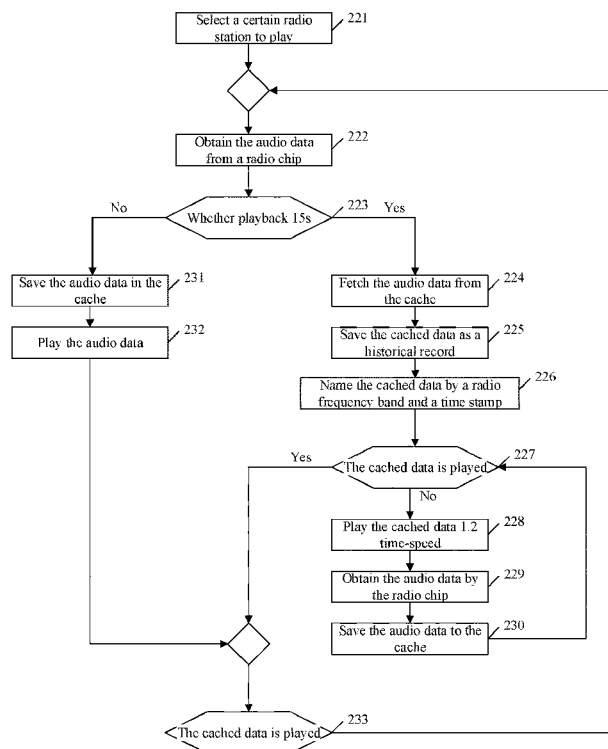 Select a certain radio
station to play
221
Obtain the audio data
from a radio chip
222
Whether playback 15s
223
No
Yes
Save the audio data in the
cache
231
Play the audio data
232
Fetch the audio data from
the cache
224
Save the cached data as a
historical record
225
Name the cached data by a radio
frequency band and a time stamp
226
The cached data is played
227
Yes
No
Play the cached data 1.2
time-speed
228
Obtain the audio data by
the radio chip
229
Save the audio data to the
cache
230
The cached data is played
233